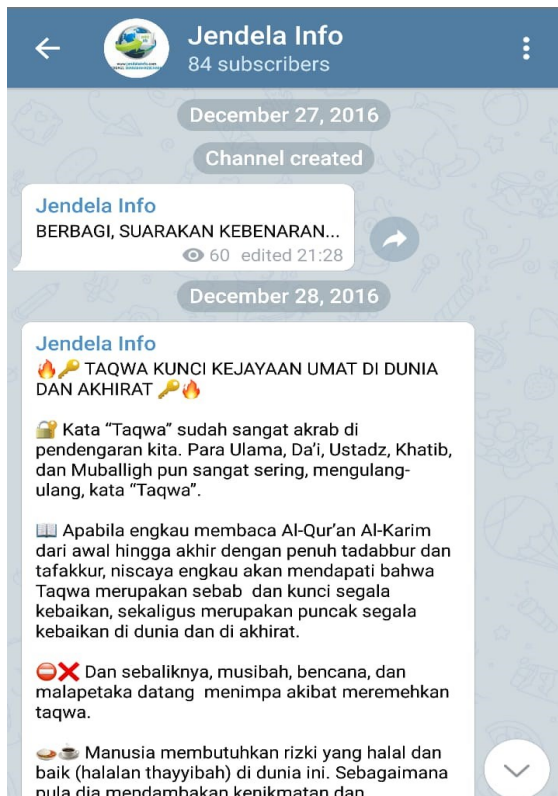 Jendela Info
84 subscribers
December 27, 2016
Channel created
Jendela Info
BERBAGI, SUARAKAN KEBENARAN...
60 edited 21:28
December 28, 2016
Jendela Info
🔥🔑 TAQWA KUNCI KEJAYAAN UMAT DI DUNIA
DAN AKHIRAT 🔑🔥
🔐 Kata “Taqwa” sudah sangat akrab di
pendengaran kita. Para Ulama, Da’i, Ustadz, Khatib,
dan Muballigh pun sangat sering, mengulang-
ulang, kata “Taqwa”.
📖 Apabila engkau membaca Al-Qur’an Al-Karim
dari awal hingga akhir dengan penuh tadabbur dan
tafakkur, niscaya engkau akan mendapati bahwa
Taqwa merupakan sebab dan kunci segala
kebaikan, sekaligus merupakan puncak segala
kebaikan di dunia dan di akhirat.
⛔❌ Dan sebaliknya, musibah, bencana, dan
malapetaka datang menimpa akibat meremehkan
taqwa.
🍛☕ Manusia membutuhkan rizki yang halal dan
baik (halalan thayyibah) di dunia ini. Sebagaimana
pula dia mendambakan kenikmatan dan